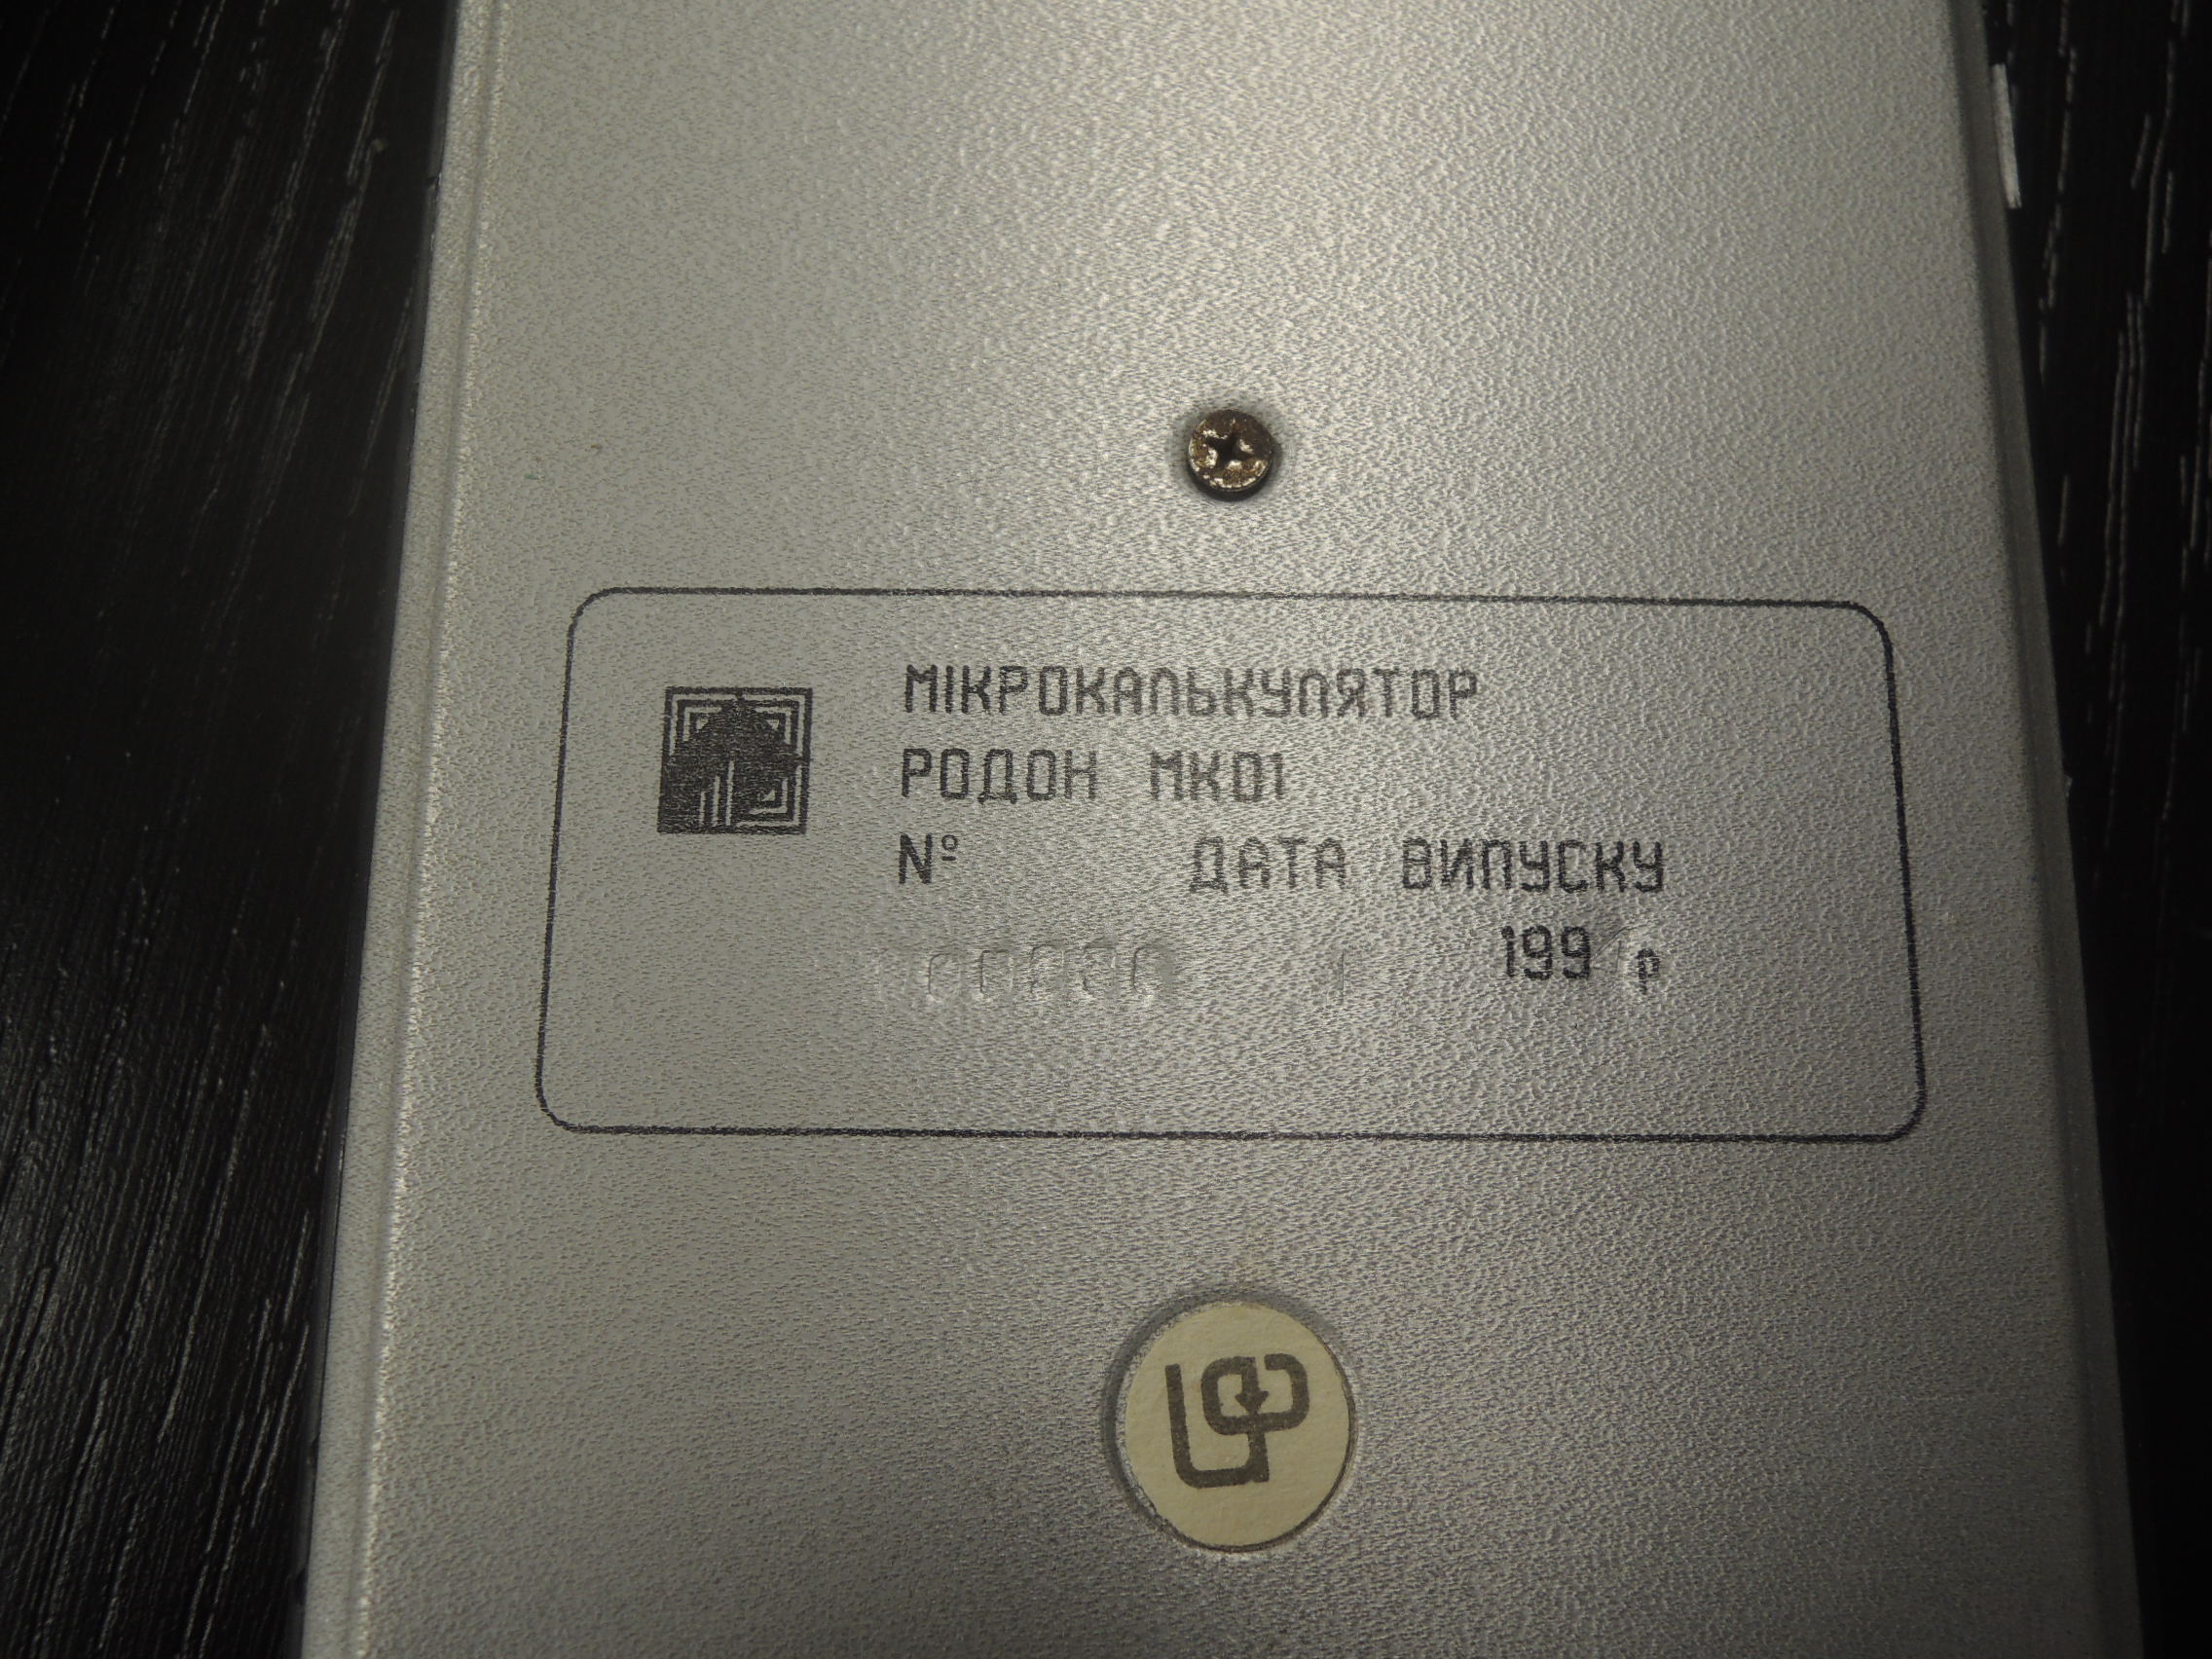 МІКРОКАЛЬКУЛЯТОР
РОДОН МК01
№ ДАТА ВИПУСКУ
199 р